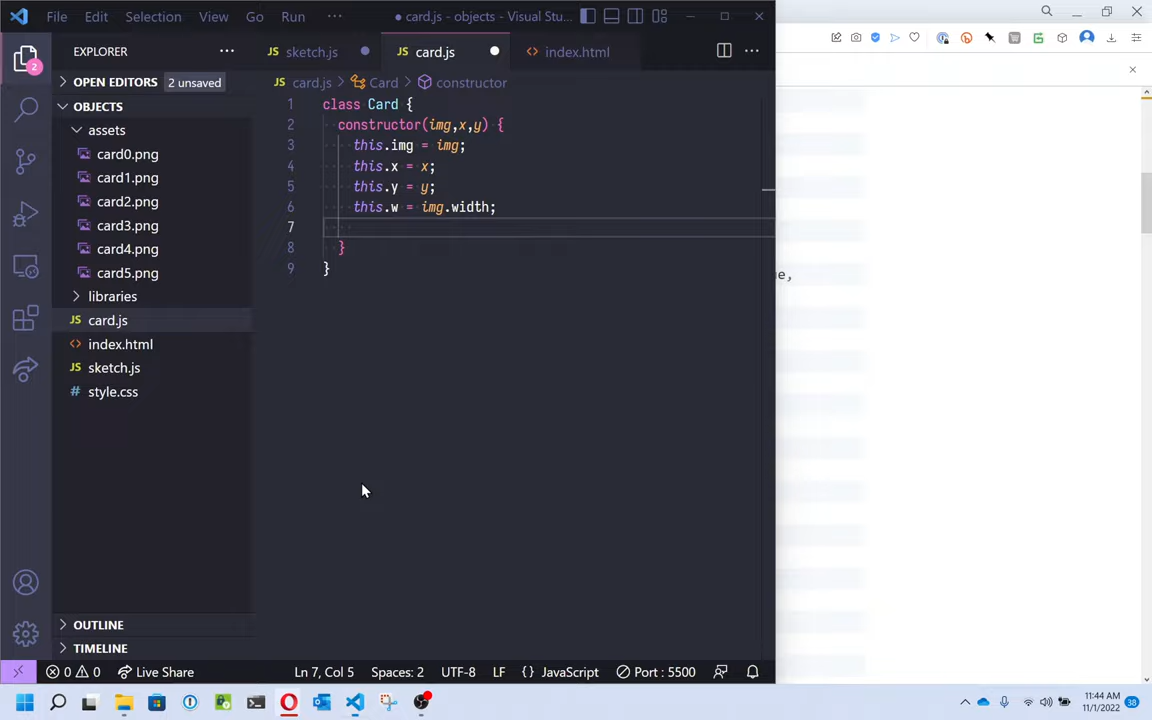 File Edit Selection View Go Run ··· ● card.js - objects - Visual Stu...
EXPLORER ···
JS sketch.js ●
JS card.js ●
<> index.html
···
OPEN EDITORS 2 unsaved
JS card.js > Card > constructor
OBJECTS
assets
card0.png
card1.png
card2.png
card3.png
card4.png
card5.png
libraries
JS card.js
<> index.html
JS sketch.js
# style.css
1 class Card {
2 constructor(img,x,y) {
3 this.img = img;
4 this.x = x;
5 this.y = y;
6 this.w = img.width;
7
8 }
9 }
e,
2
OUTLINE
TIMELINE
0 0 Live Share Ln 7, Col 5 Spaces: 2 UTF-8 LF {} JavaScript Port : 5500
11:44 AM
11/1/2022
38